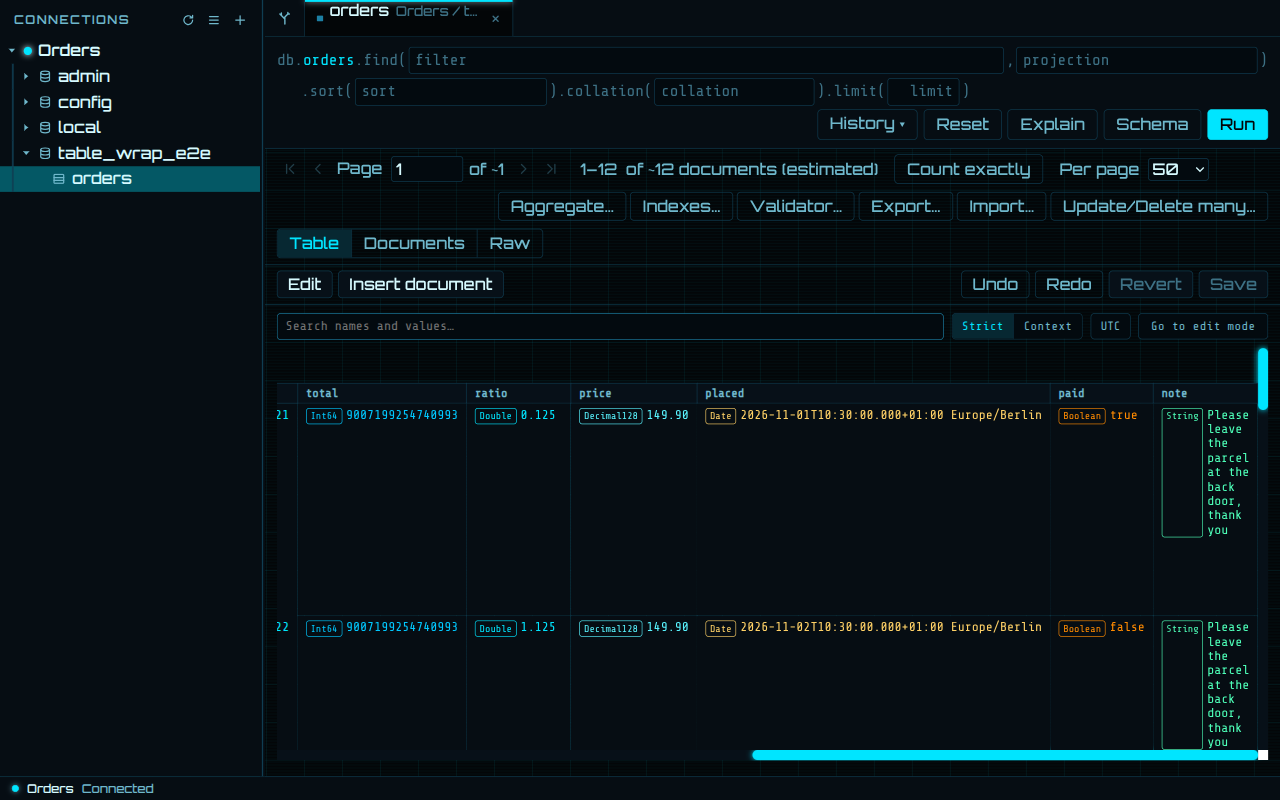 CONNECTIONS
Orders
admin
config
local
table_wrap_e2e
orders
orders Orders / t… ×
db.orders.find( filter , projection )
.sort( sort ).collation( collation ).limit( limit )
History ▾ Reset Explain Schema Run
Page 1 of ~1 1–12 of ~12 documents (estimated) Count exactly Per page 50
Aggregate… Indexes… Validator… Export… Import… Update/Delete many…
Table Documents Raw
Edit Insert document Undo Redo Revert Save
Search names and values… Strict Context UTC Go to edit mode
total ratio price placed paid note
21 Int64 9007199254740993 Double 0.125 Decimal128 149.90 Date 2026-11-01T10:30:00.000+01:00 Europe/Berlin Boolean true String Please
leave
the
parcel
at the
back
door,
thank
you
22 Int64 9007199254740993 Double 1.125 Decimal128 149.90 Date 2026-11-02T10:30:00.000+01:00 Europe/Berlin Boolean false String Please
leave
the
parcel
at the
back
door,
thank
you
Orders Connected